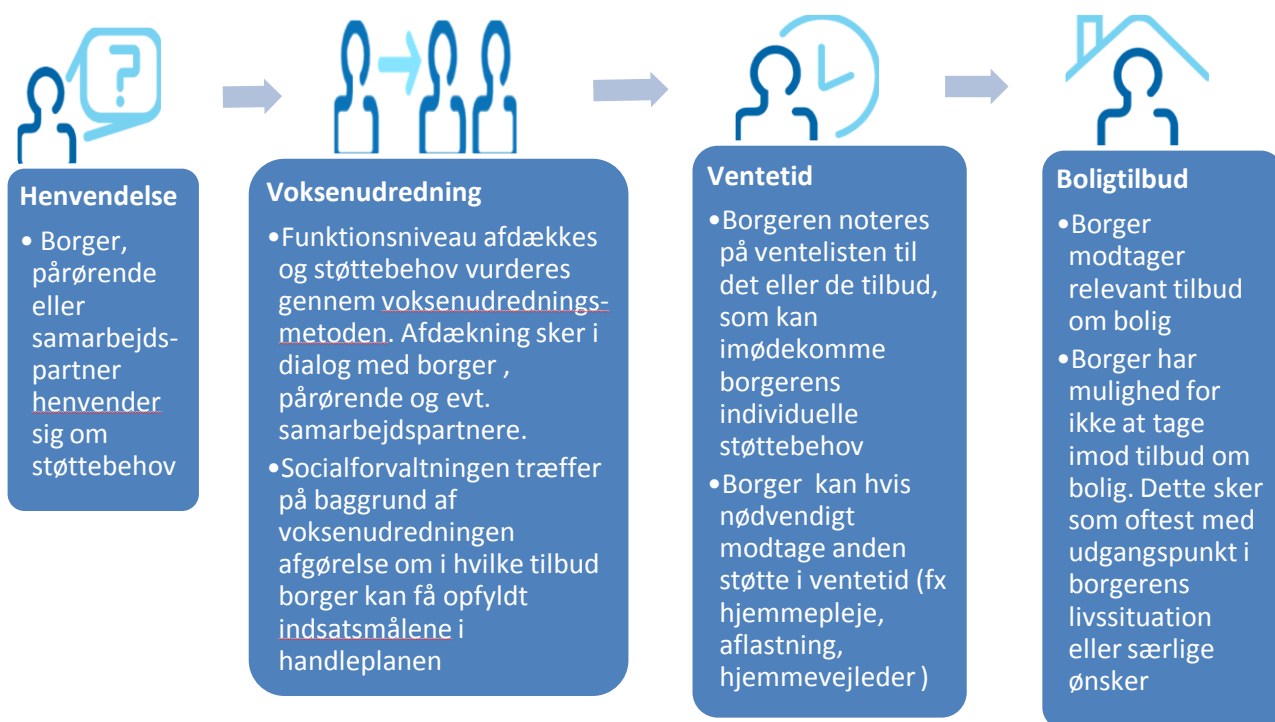 ?
Henvendelse
• Borger,
pårørende
eller
samarbejds-
partner
henvender
sig om
støttebehov
Voksenudredning
•Funktionsniveau afdækkes
og støttebehov vurderes
gennem voksenudrednings-
metoden. Afdækning sker i
dialog med borger ,
pårørende og evt.
samarbejdspartnere.
•Socialforvaltningen træffer
på baggrund af
voksenudredningen
afgørelse om i hvilke tilbud
borger kan få opfyldt
indsatsmålene i
handleplanen
Ventetid
•Borgeren noteres
på ventelisten til
det eller de tilbud,
som kan
imødekomme
borgerens
individuelle
støttebehov
•Borger  kan hvis
nødvendigt
modtage anden
støtte i ventetid (fx
hjemmepleje,
aflastning,
hjemmevejleder )
Boligtilbud
•Borger
modtager
relevant tilbud
om bolig
•Borger har
mulighed for
ikke at tage
imod tilbud om
bolig. Dette sker
som oftest med
udgangspunkt i
borgerens
livssituation
eller særlige
ønsker